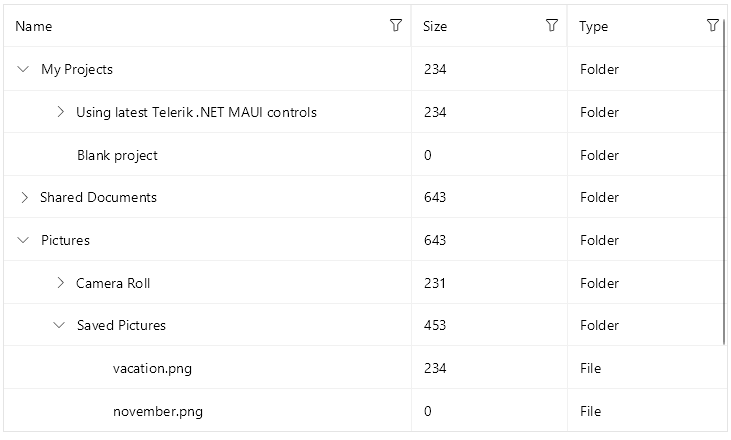 Name Size Type
My Projects 234 Folder
Using latest Telerik .NET MAUI controls 234 Folder
Blank project 0 Folder
Shared Documents 643 Folder
Pictures 643 Folder
Camera Roll 231 Folder
Saved Pictures 453 Folder
vacation.png 234 File
november.png 0 File